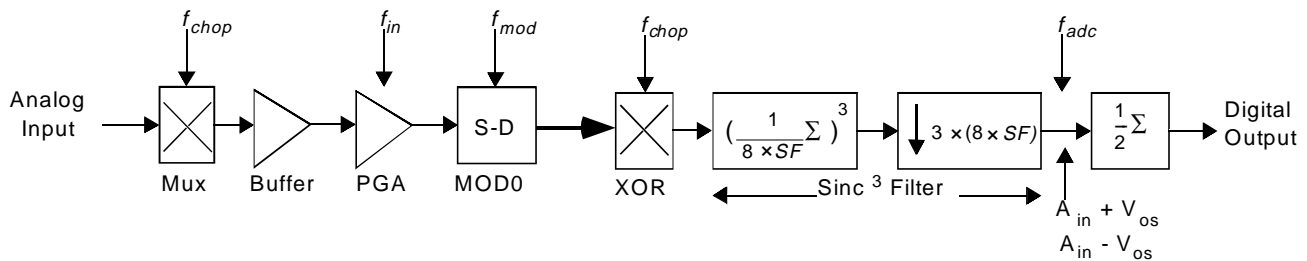 f_chop
f_in
f_mod
f_chop
f_adc
Analog
Input
S-D
(1/(8 × SF) Σ)^3
↓ 3 × (8 × SF)
1/2 Σ
Digital
Output
Mux
Buffer
PGA
MOD0
XOR
Sinc ^3 Filter
A_in + V_os
A_in - V_os